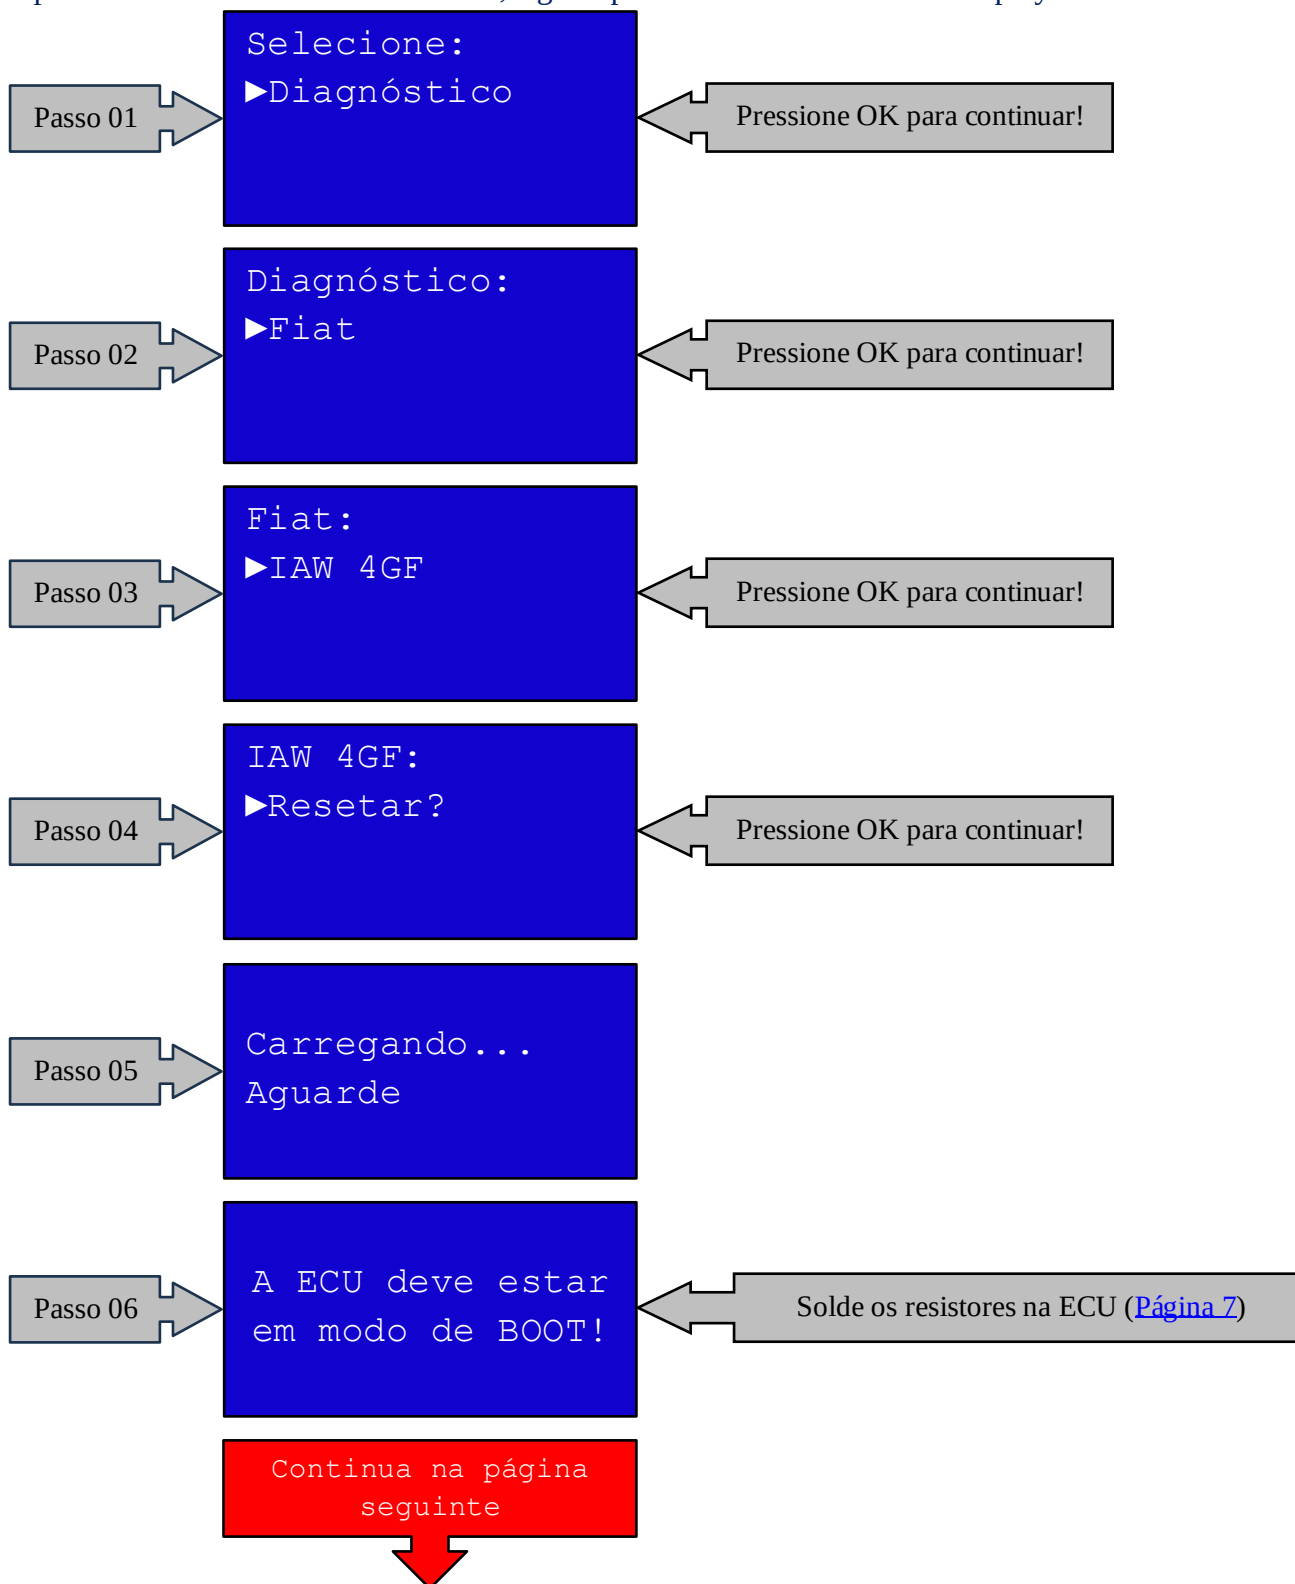 Selecione:
►Diagnóstico
Passo 01
Pressione OK para continuar!
Diagnóstico:
►Fiat
Passo 02
Pressione OK para continuar!
Fiat:
►IAW 4GF
Passo 03
Pressione OK para continuar!
IAW 4GF:
►Resetar?
Passo 04
Pressione OK para continuar!
Carregando...
Aguarde
Passo 05
A ECU deve estar
em modo de BOOT!
Passo 06
Solde os resistores na ECU (Página 7)
Continua na página
seguinte